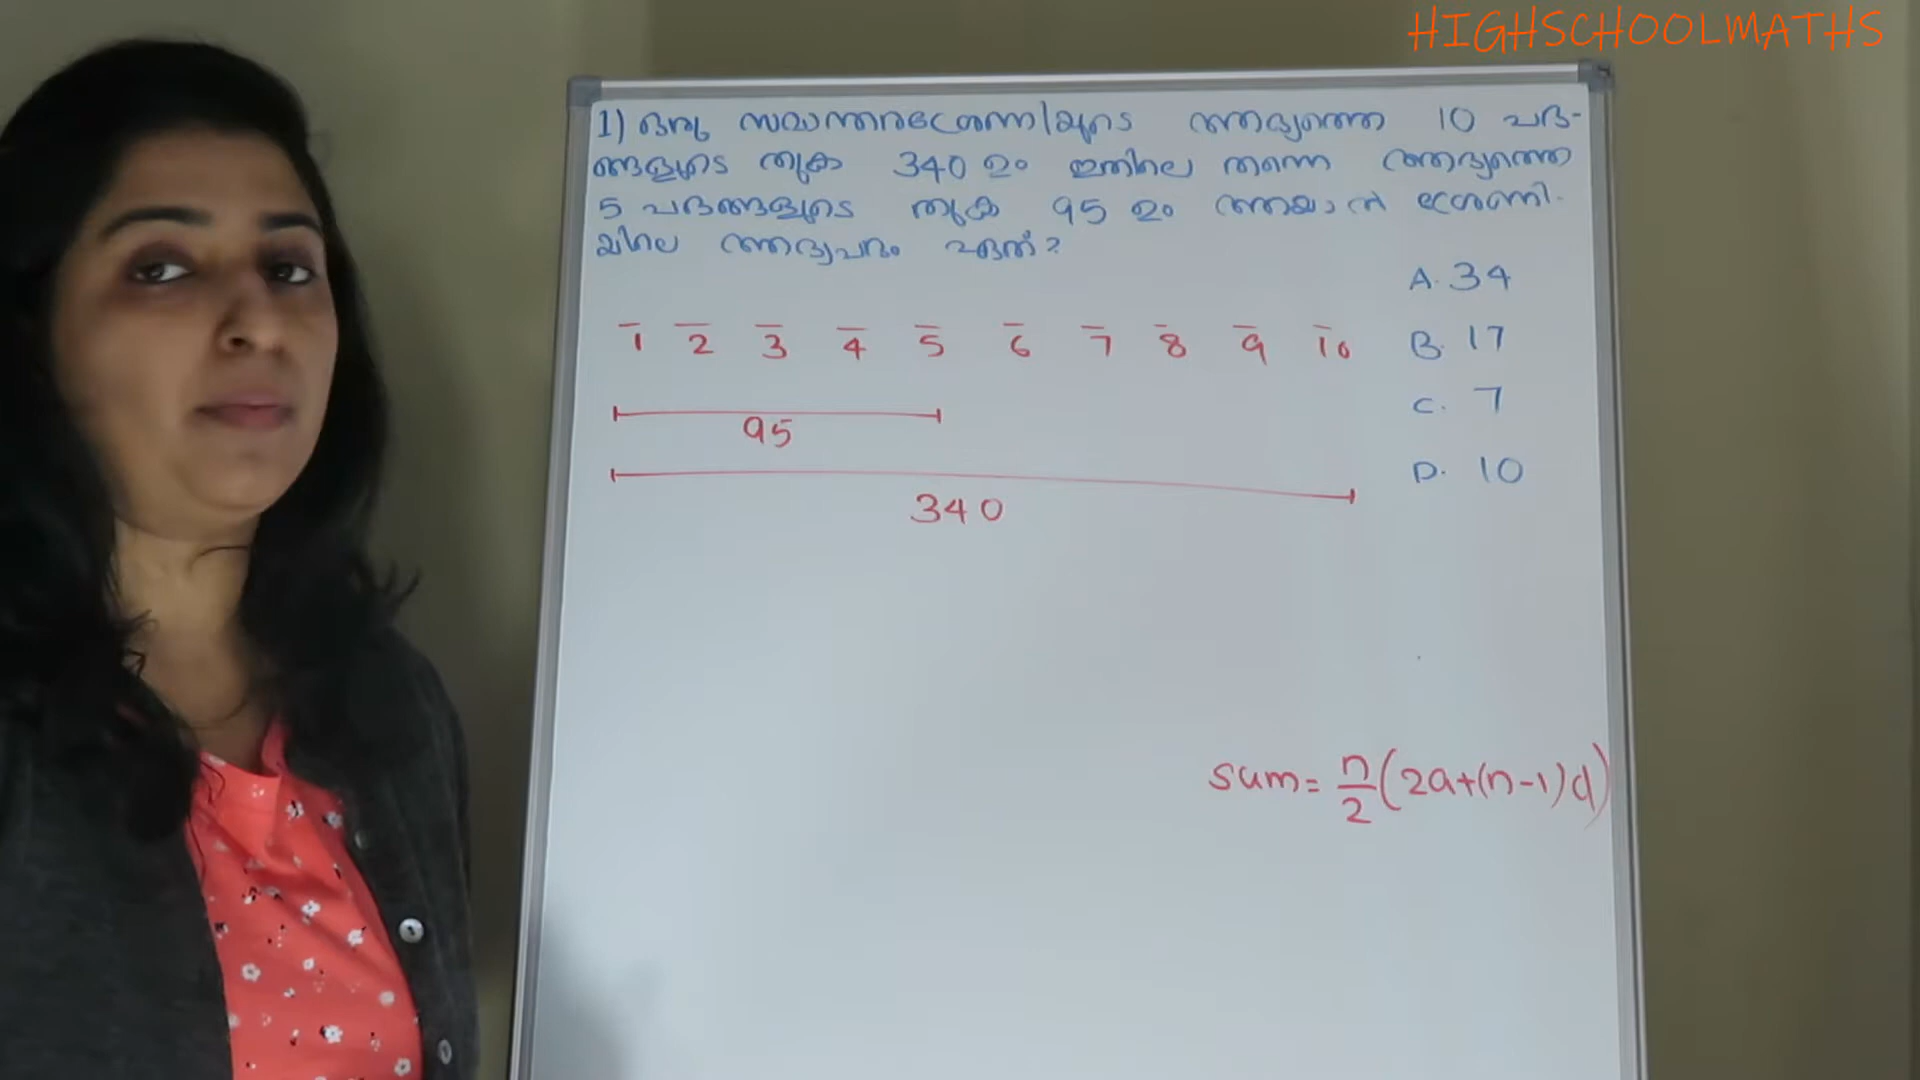 HIGHSCHOOLMATHS
1) ഒരു സമാന്തരശ്രേണിയുടെ ആദ്യത്തെ 10 പദ-
ങ്ങളുടെ തുക 340 ഉം ഇതിലെ തന്നെ ആദ്യത്തെ
5 പദങ്ങളുടെ തുക 95 ഉം ആയാൽ ശ്രേണി-
യിലെ ആദ്യപദം ഏത്?
A. 34
B. 17
C. 7
D. 10
1 2 3 4 5 6 7 8 9 10
95
340
sum = n/2 (2a+(n-1)d)